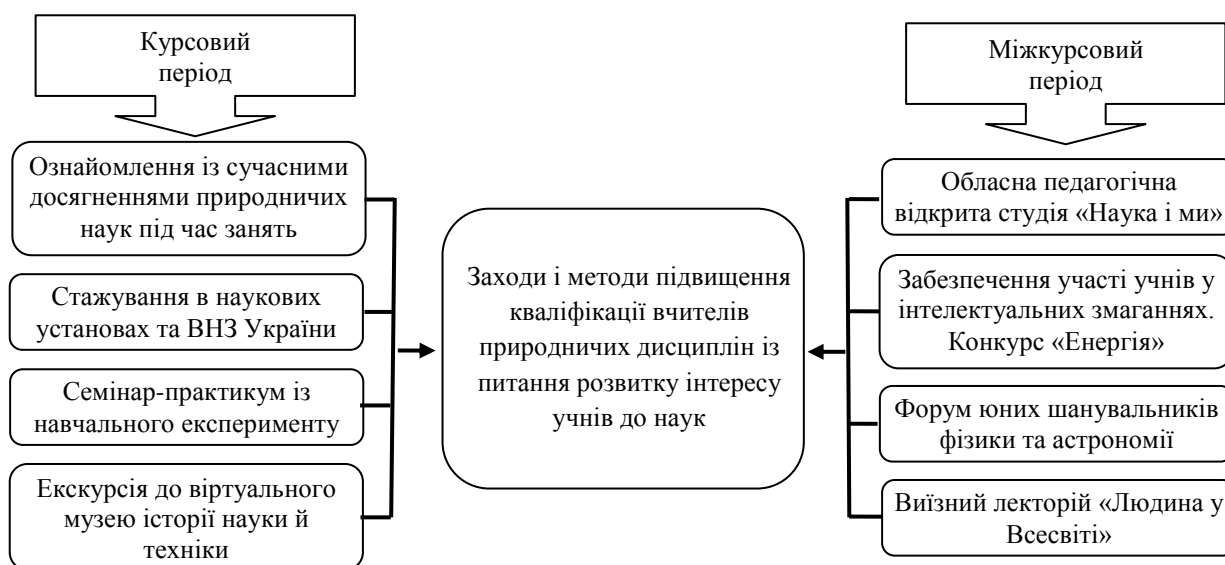 Курсовий
період
Ознайомлення із сучасними
досягненнями природничих
наук під час занять
Стажування в наукових
установах та ВНЗ України
Семінар-практикум із
навчального експерименту
Екскурсія до віртуального
музею історії науки й
техніки
Заходи і методи підвищення
кваліфікації вчителів
природничих дисциплін із
питання розвитку інтересу
учнів до наук
Міжкурсовий
період
Обласна педагогічна
відкрита студія «Наука і ми»
Забезпечення участі учнів у
інтелектуальних змаганнях.
Конкурс «Енергія»
Форум юних шанувальників
фізики та астрономії
Виїзний лекторій «Людина у
Всесвіті»